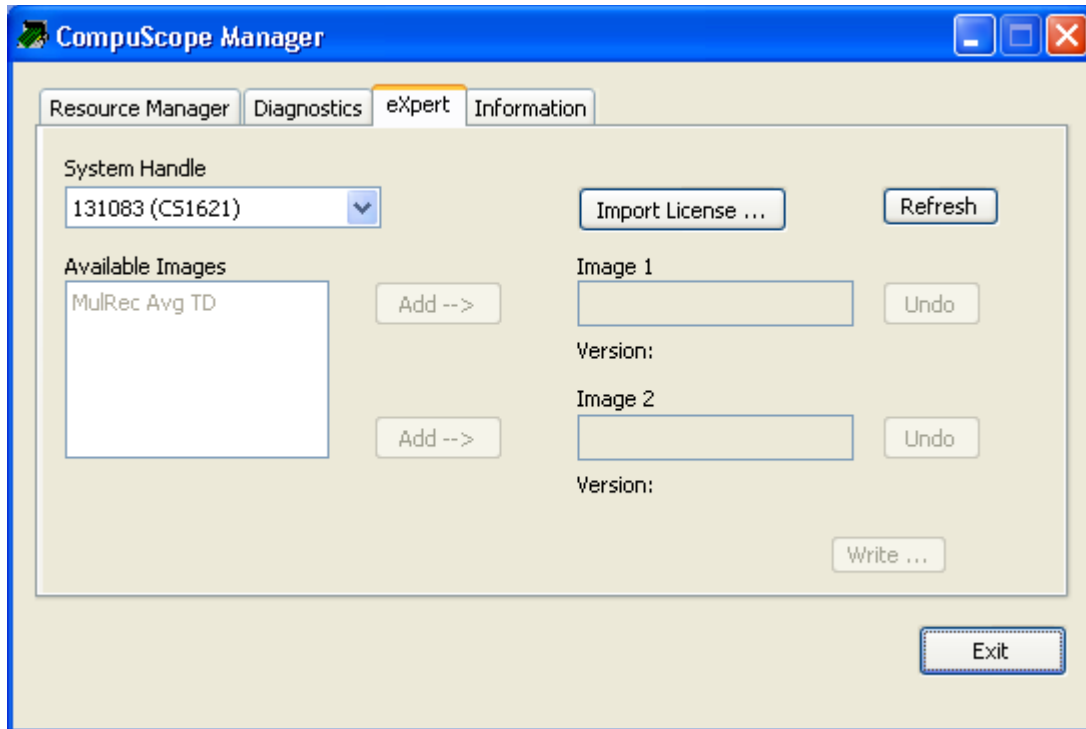 CompuScope Manager
Resource Manager Diagnostics eXpert Information
System Handle
131083 (CS1621)
Import License ...
Refresh
Available Images
MulRec Avg TD
Add -->
Image 1
Undo
Version:
Image 2
Add -->
Undo
Version:
Write ...
Exit